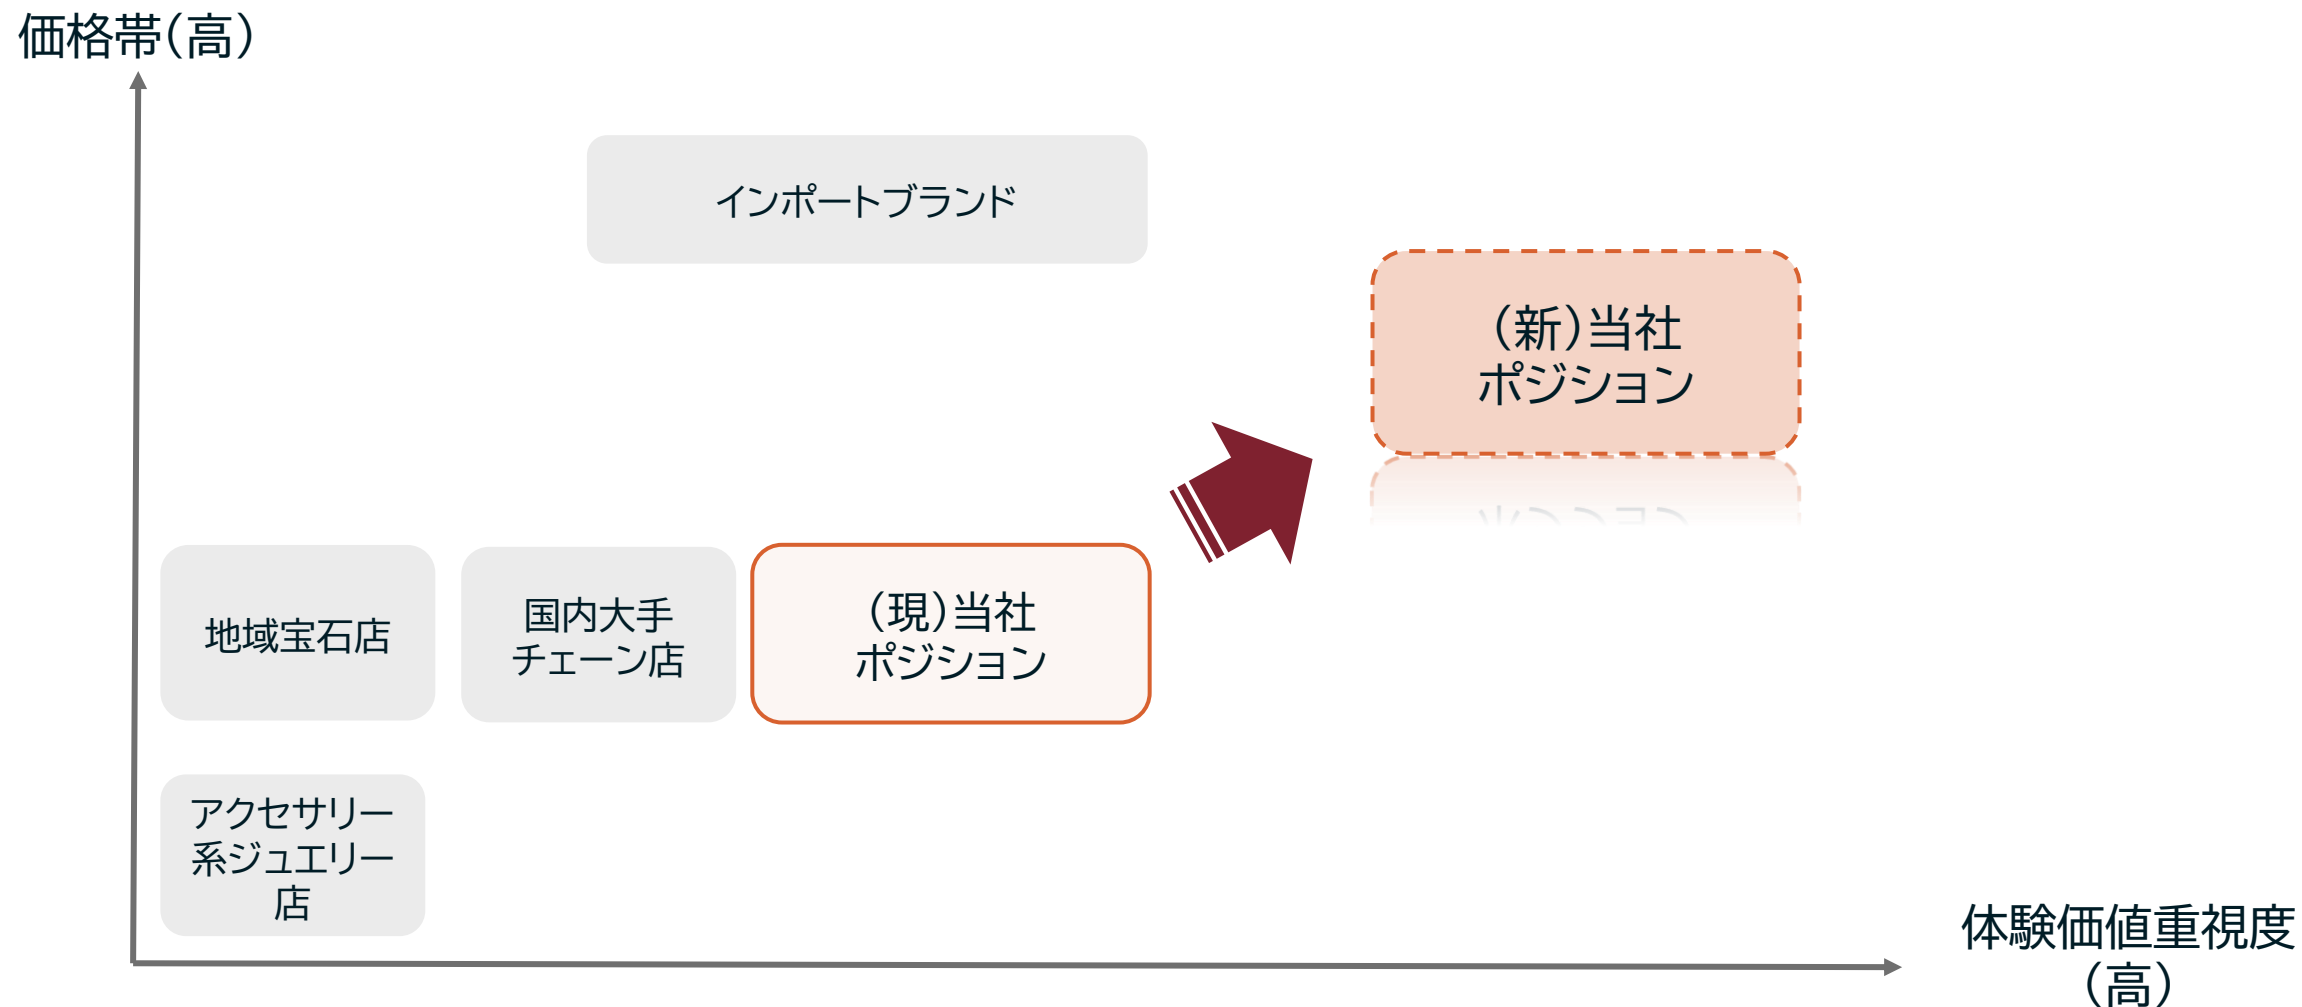 価格帯(高)
インポートブランド
(新)当社
ポジション
地域宝石店
国内大手
チェーン店
(現)当社
ポジション
アクセサリー
系ジュエリー
店
体験価値重視度
(高)